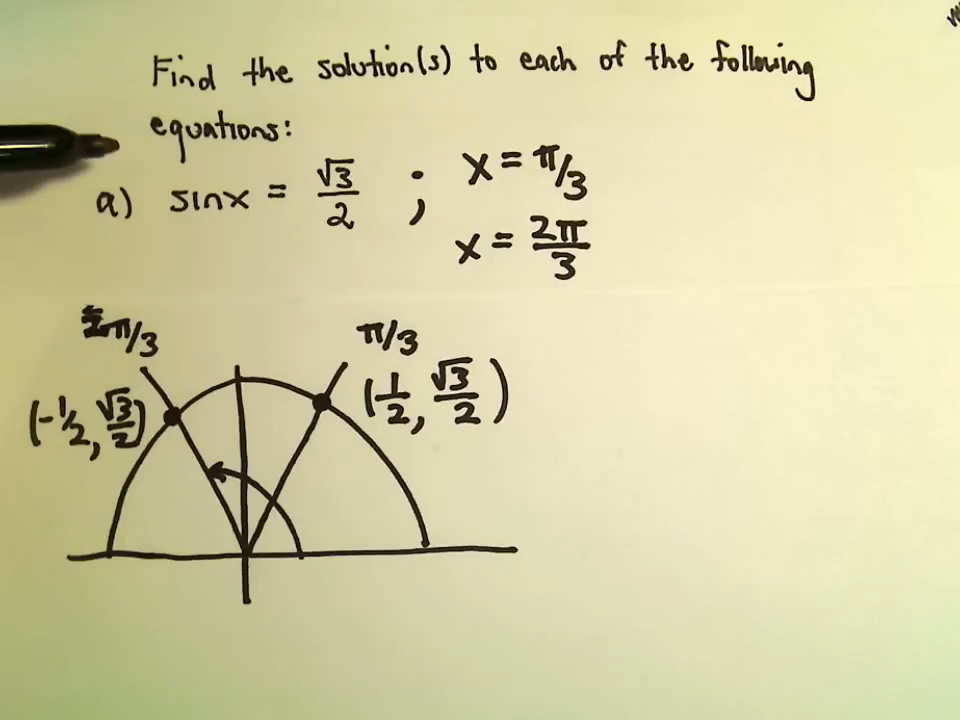 Find the solution(s) to each of the following
equations:
a) sinx = √3/2 ; x = π/3
x = 2π/3
2π/3
π/3
(-1/2, √3/2)
(1/2, √3/2)